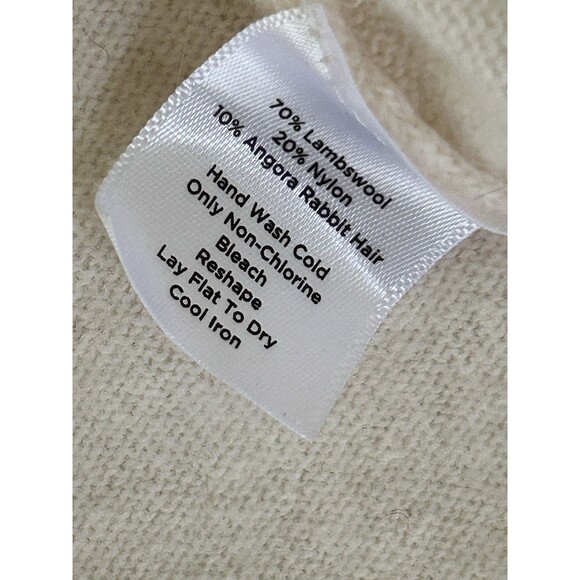 70% Lambswool
20% Nylon
10% Angora Rabbit Hair
Hand Wash Cold
Only Non-Chlorine
Bleach
Reshape
Lay Flat To Dry
Cool Iron